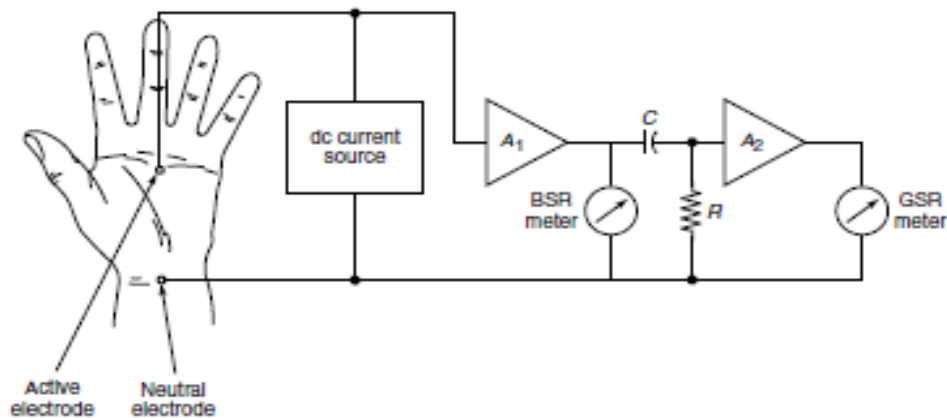 dc current
source
A1
C
A2
BSR
meter
R
GSR
meter
Active
electrode
Neutral
electrode